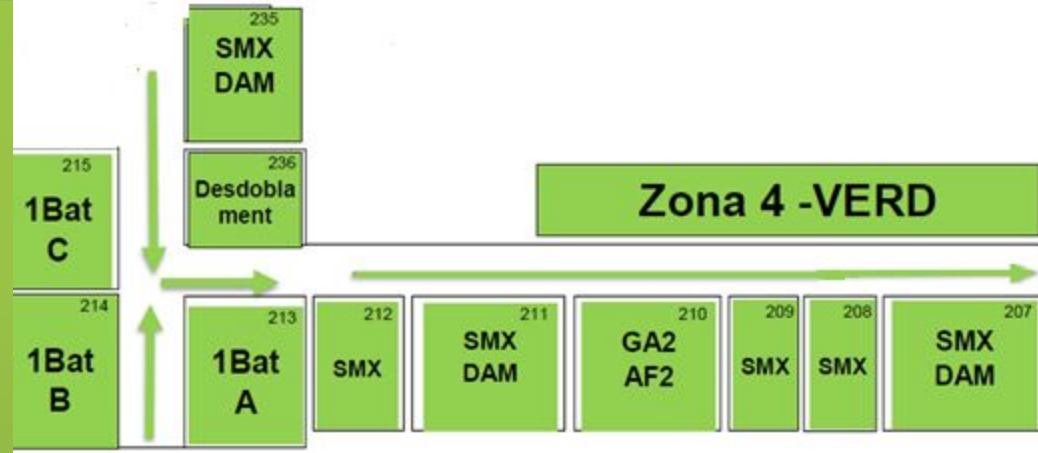 235
SMX
DAM
236
Desdobla
ment
215
1Bat
C
Zona 4 -VERD
214
1Bat
B
213
1Bat
A
212
SMX
211
SMX
DAM
210
GA2
AF2
209
SMX
208
SMX
207
SMX
DAM